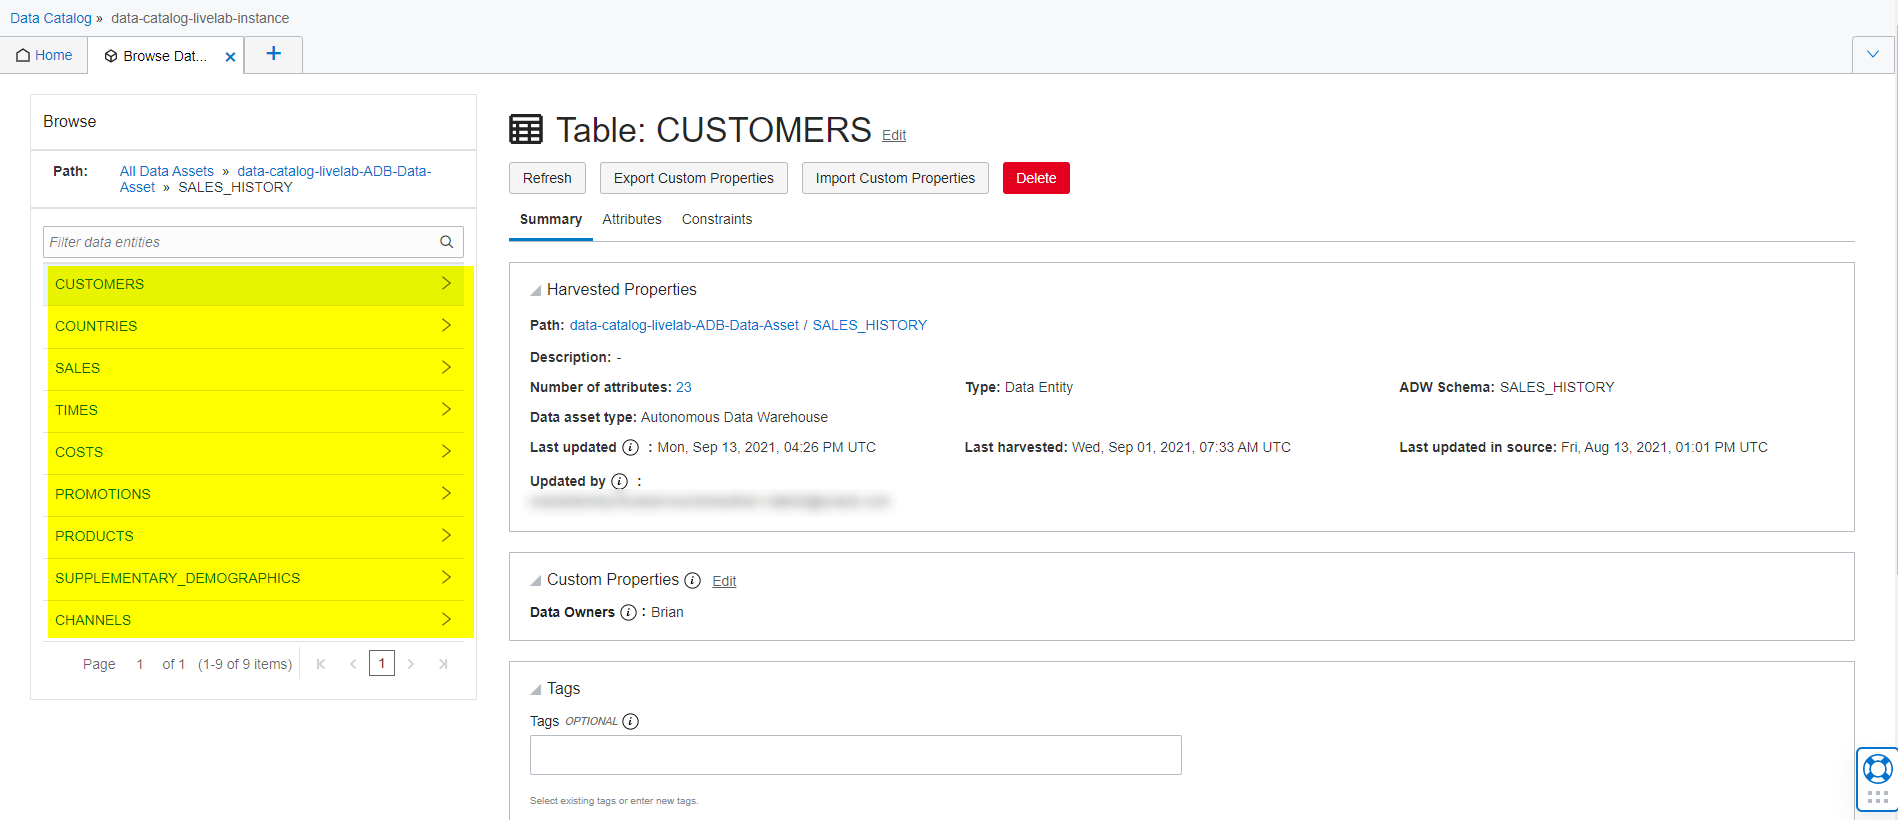 Data Catalog » data-catalog-livelab-instance
Home
Browse Dat...
Browse
Path: All Data Assets » data-catalog-livelab-ADB-Data-
Asset » SALES_HISTORY
Filter data entities
CUSTOMERS
COUNTRIES
SALES
TIMES
COSTS
PROMOTIONS
PRODUCTS
SUPPLEMENTARY_DEMOGRAPHICS
CHANNELS
Page 1 of 1 (1-9 of 9 items) 1
Table: CUSTOMERS Edit
Refresh Export Custom Properties Import Custom Properties Delete
Summary Attributes Constraints
Harvested Properties
Path: data-catalog-livelab-ADB-Data-Asset / SALES_HISTORY
Description: -
Number of attributes: 23 Type: Data Entity ADW Schema: SALES_HISTORY
Data asset type: Autonomous Data Warehouse
Last updated i : Mon, Sep 13, 2021, 04:26 PM UTC Last harvested: Wed, Sep 01, 2021, 07:33 AM UTC Last updated in source: Fri, Aug 13, 2021, 01:01 PM UTC
Updated by i :
Custom Properties i Edit
Data Owners i : Brian
Tags
Tags OPTIONAL i
Select existing tags or enter new tags.